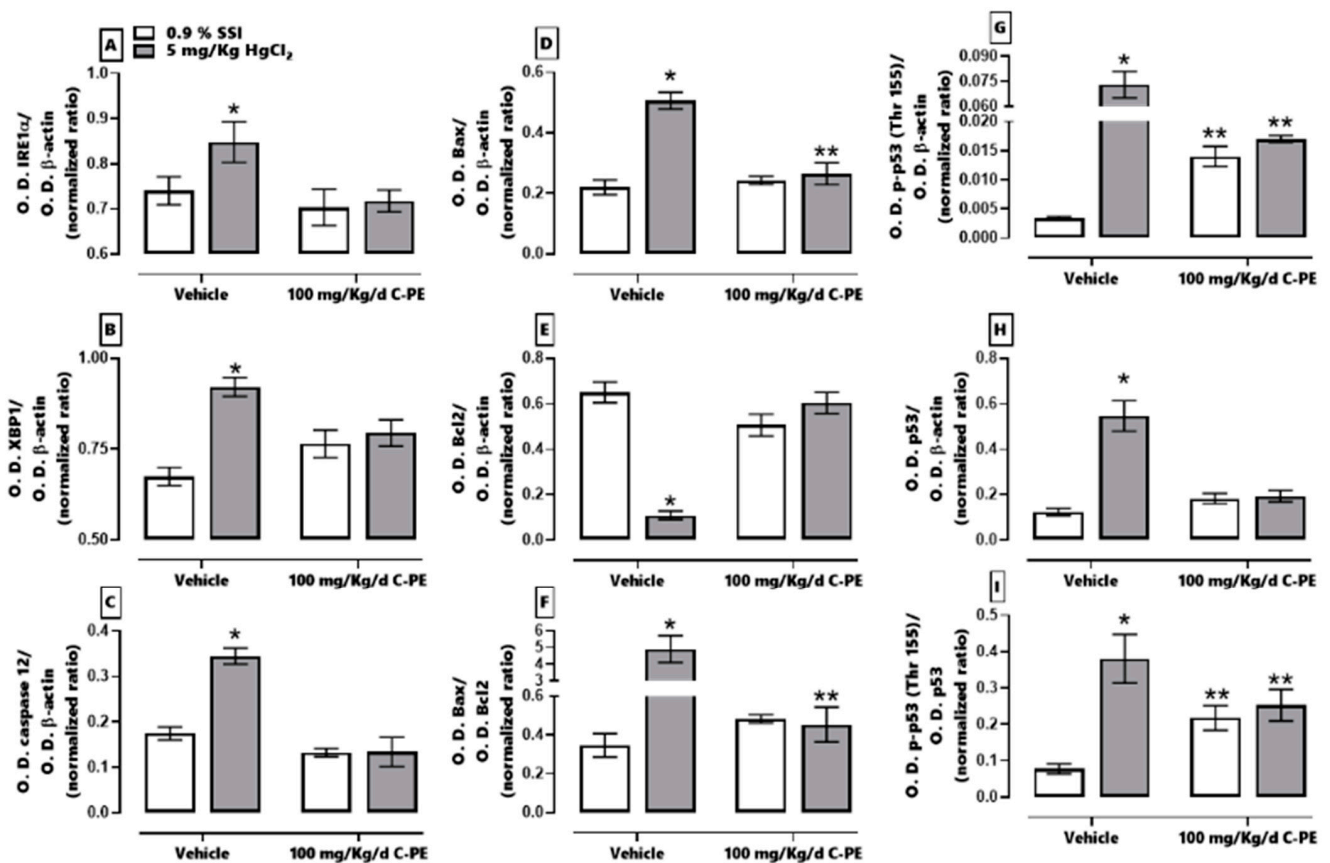 A
0.9 % SSI
5 mg/Kg HgCl₂
O. D. IRE1α/
O. D. β-actin
(normalized ratio)
1.0
0.9
0.8
0.7
0.6
*
Vehicle
100 mg/Kg/d C-PE
B
O. D. XBP1/
O. D. β-actin
(normalized ratio)
1.00
0.75
0.50
*
Vehicle
100 mg/Kg/d C-PE
C
O. D. caspase 12/
O. D. β-actin
(normalized ratio)
0.4
0.3
0.2
0.1
0.0
*
Vehicle
100 mg/Kg/d C-PE
D
O. D. Bax/
O. D. β-actin
(normalized ratio)
0.6
0.4
0.2
0.0
*
**
Vehicle
100 mg/Kg/d C-PE
E
O. D. Bcl2/
O. D. β-actin
(normalized ratio)
0.8
0.6
0.4
0.2
0.0
*
Vehicle
100 mg/Kg/d C-PE
F
O. D. Bax/
O. D. Bcl2
(normalized ratio)
6
5
4
3
0.6
0.4
0.2
0.0
*
**
Vehicle
100 mg/Kg/d C-PE
G
O. D. p-p53 (Thr 155)/
O. D. β-actin
(normalized ratio)
0.090
0.075
0.060
0.020
0.015
0.010
0.005
0.000
*
**
**
Vehicle
100 mg/Kg/d C-PE
H
O. D. p53/
O. D. β-actin
(normalized ratio)
0.8
0.6
0.4
0.2
0.0
*
Vehicle
100 mg/Kg/d C-PE
I
O. D. p-p53 (Thr 155)/
O. D. p53
(normalized ratio)
0.5
0.4
0.3
0.2
0.1
0.0
*
**
**
Vehicle
100 mg/Kg/d C-PE